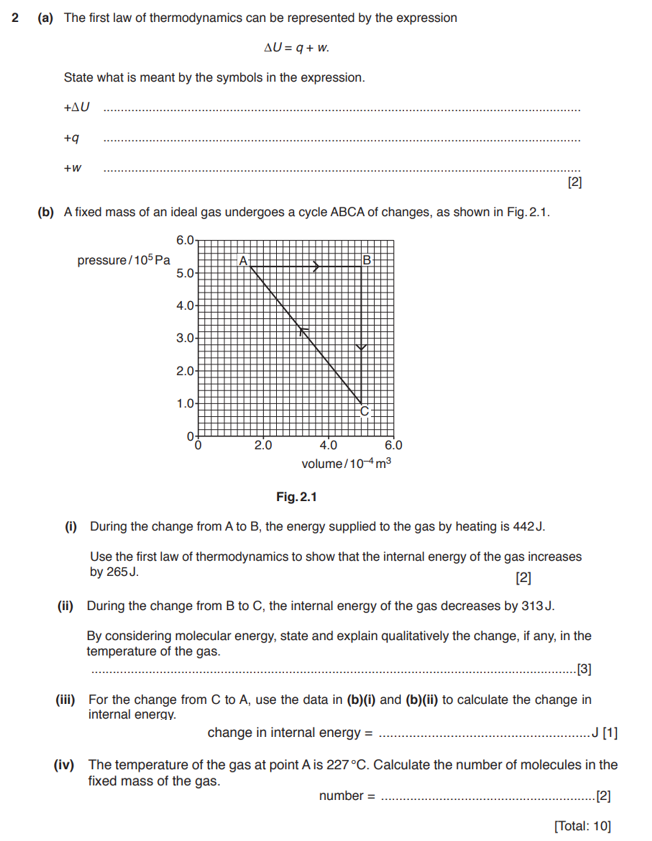 2 (a) The first law of thermodynamics can be represented by the expression
ΔU = q + w.
State what is meant by the symbols in the expression.
+ΔU ........................................................................
+q ........................................................................
+w ........................................................................
[2]
(b) A fixed mass of an ideal gas undergoes a cycle ABCA of changes, as shown in Fig. 2.1.
6.0
pressure / 10⁵ Pa
A
B
5.0
4.0
3.0
2.0
1.0
C
0
0 2.0 4.0 6.0
volume / 10⁻⁴ m³
Fig. 2.1
(i) During the change from A to B, the energy supplied to the gas by heating is 442 J.
Use the first law of thermodynamics to show that the internal energy of the gas increases
by 265 J.
[2]
(ii) During the change from B to C, the internal energy of the gas decreases by 313 J.
By considering molecular energy, state and explain qualitatively the change, if any, in the
temperature of the gas.
........................................................................[3]
(iii) For the change from C to A, use the data in (b)(i) and (b)(ii) to calculate the change in
internal energy.
change in internal energy = ........................................................ J [1]
(iv) The temperature of the gas at point A is 227 °C. Calculate the number of molecules in the
fixed mass of the gas.
number = ........................................................[2]
[Total: 10]